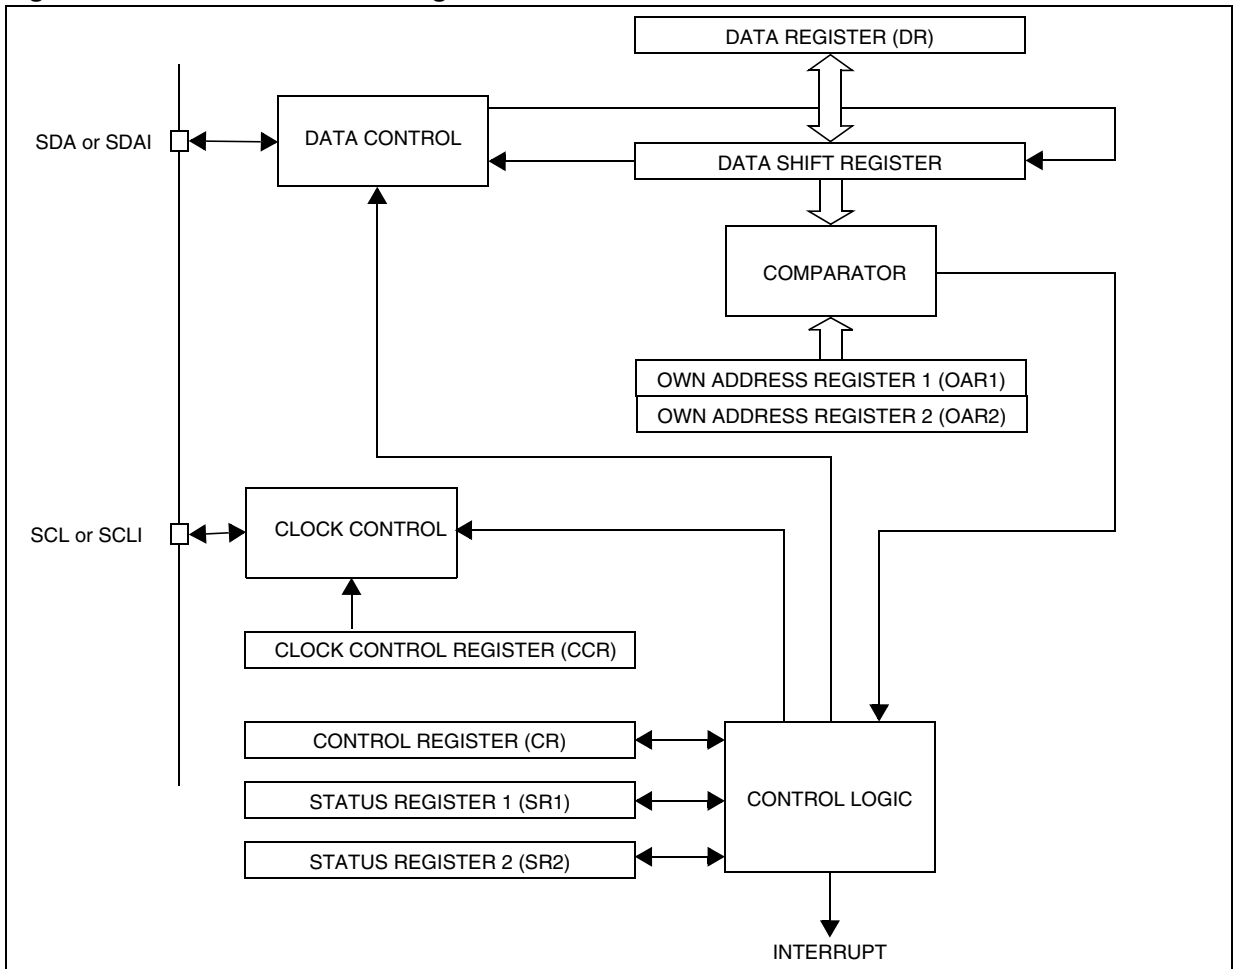 DATA REGISTER (DR)
SDA or SDAI
DATA CONTROL
DATA SHIFT REGISTER
COMPARATOR
OWN ADDRESS REGISTER 1 (OAR1)
OWN ADDRESS REGISTER 2 (OAR2)
SCL or SCLI
CLOCK CONTROL
CLOCK CONTROL REGISTER (CCR)
CONTROL REGISTER (CR)
STATUS REGISTER 1 (SR1)
CONTROL LOGIC
STATUS REGISTER 2 (SR2)
INTERRUPT